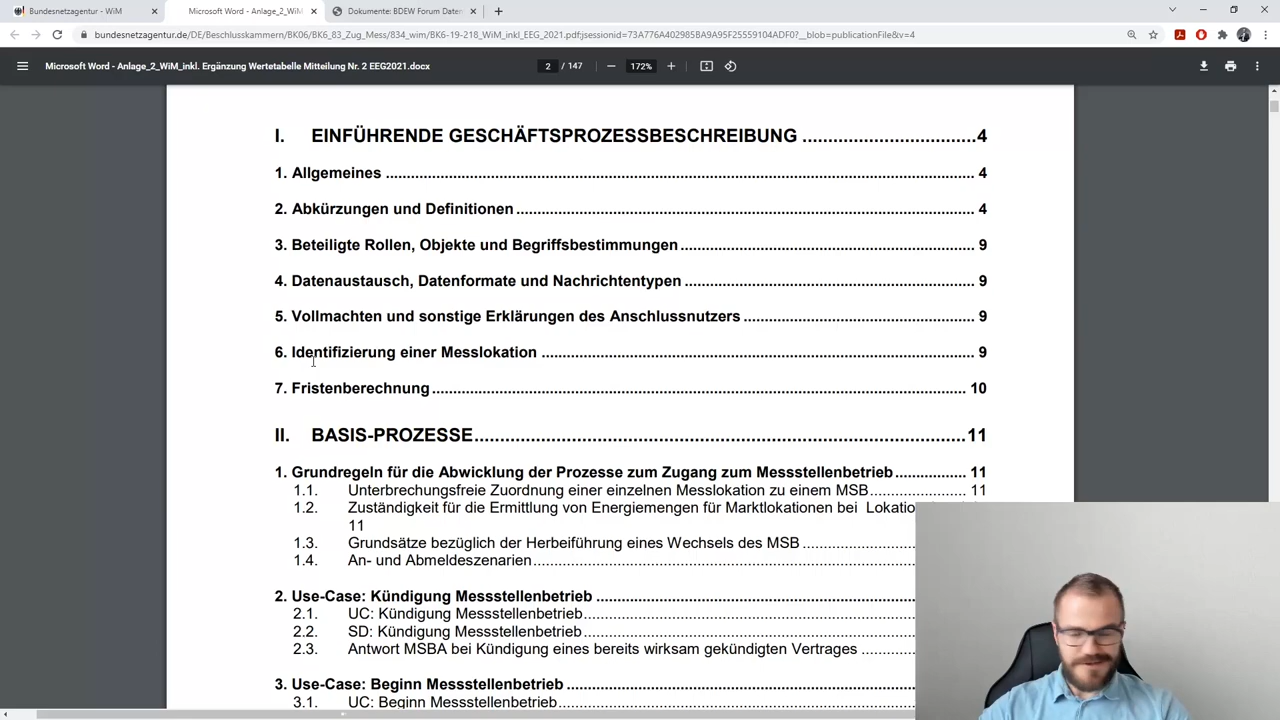 Bundesnetzagentur - WiM
Microsoft Word - Anlage_2_WiM
Dokumente: BDEW Forum Daten
bundesnetzagentur.de/DE/Beschlusskammern/BK06/BK6_83_Zug_Mess/834_wim/BK6-19-218_WiM_inkl_EEG_2021.pdf;jsessionid=73A776A402985BA9A95F25559104ADF0?__blob=publicationFile&v=4
Microsoft Word - Anlage_2_WiM_inkl. Ergänzung Wertetabelle Mitteilung Nr. 2 EEG2021.docx
2 / 147
172%
I. EINFÜHRENDE GESCHÄFTSPROZESSBESCHREIBUNG ................................ 4
1. Allgemeines ................................ 4
2. Abkürzungen und Definitionen ................................ 4
3. Beteiligte Rollen, Objekte und Begriffsbestimmungen ................................ 9
4. Datenaustausch, Datenformate und Nachrichtentypen ................................ 9
5. Vollmachten und sonstige Erklärungen des Anschlussnutzers ................................ 9
6. Identifizierung einer Messlokation ................................ 9
7. Fristenberechnung ................................ 10
II. BASIS-PROZESSE ................................ 11
1. Grundregeln für die Abwicklung der Prozesse zum Zugang zum Messstellenbetrieb ........... 11
1.1. Unterbrechungsfreie Zuordnung einer einzelnen Messlokation zu einem MSB ........... 11
1.2. Zuständigkeit für die Ermittlung von Energiemengen für Marktlokationen bei Lokatio
11
1.3. Grundsätze bezüglich der Herbeiführung eines Wechsels des MSB ................
1.4. An- und Abmeldeszenarien ................................
2. Use-Case: Kündigung Messstellenbetrieb ................................
2.1. UC: Kündigung Messstellenbetrieb ................................
2.2. SD: Kündigung Messstellenbetrieb ................................
2.3. Antwort MSBA bei Kündigung eines bereits wirksam gekündigten Vertrages ........
3. Use-Case: Beginn Messstellenbetrieb ................................
3.1. UC: Beginn Messstellenbetrieb ................................